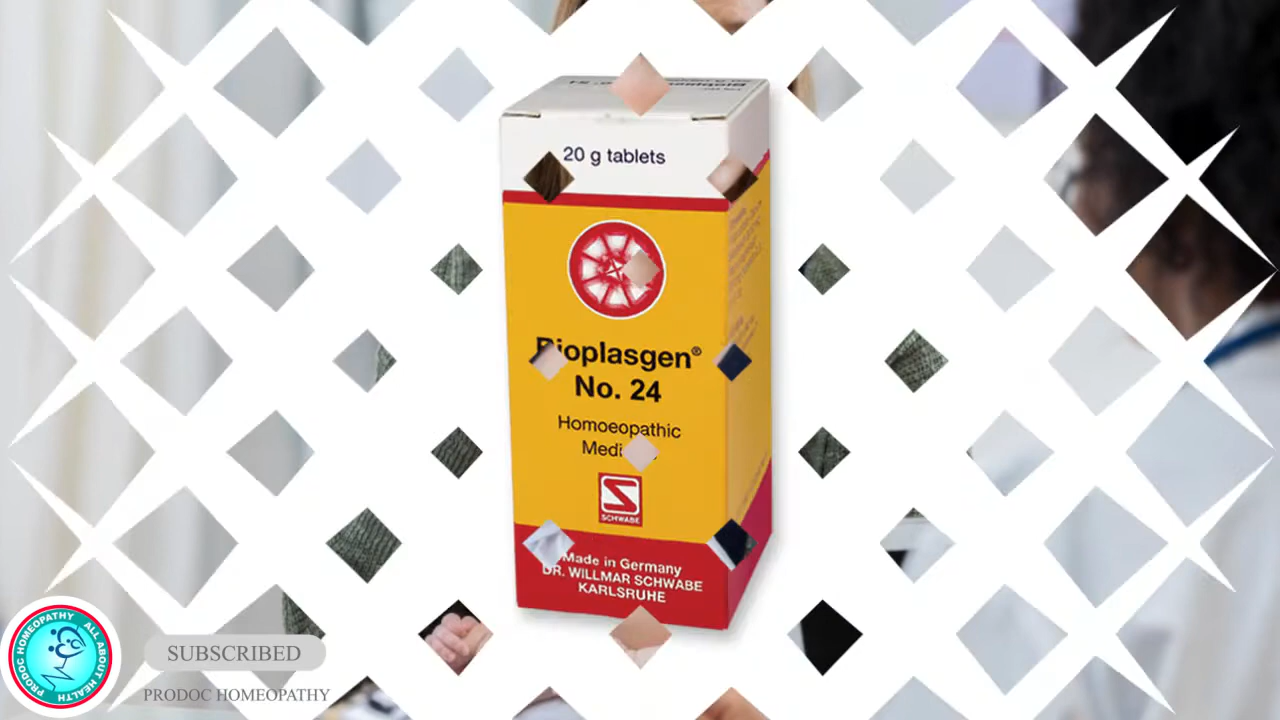 20 g tablets
Bioplasgen®
No. 24
Homoeopathic
SCHWABE
Made in Germany
DR. WILLMAR SCHWABE
KARLSRUHE
PRODOC HOMEOPATHY ALL ABOUT HEALTH
SUBSCRIBED
PRODOC HOMEOPATHY